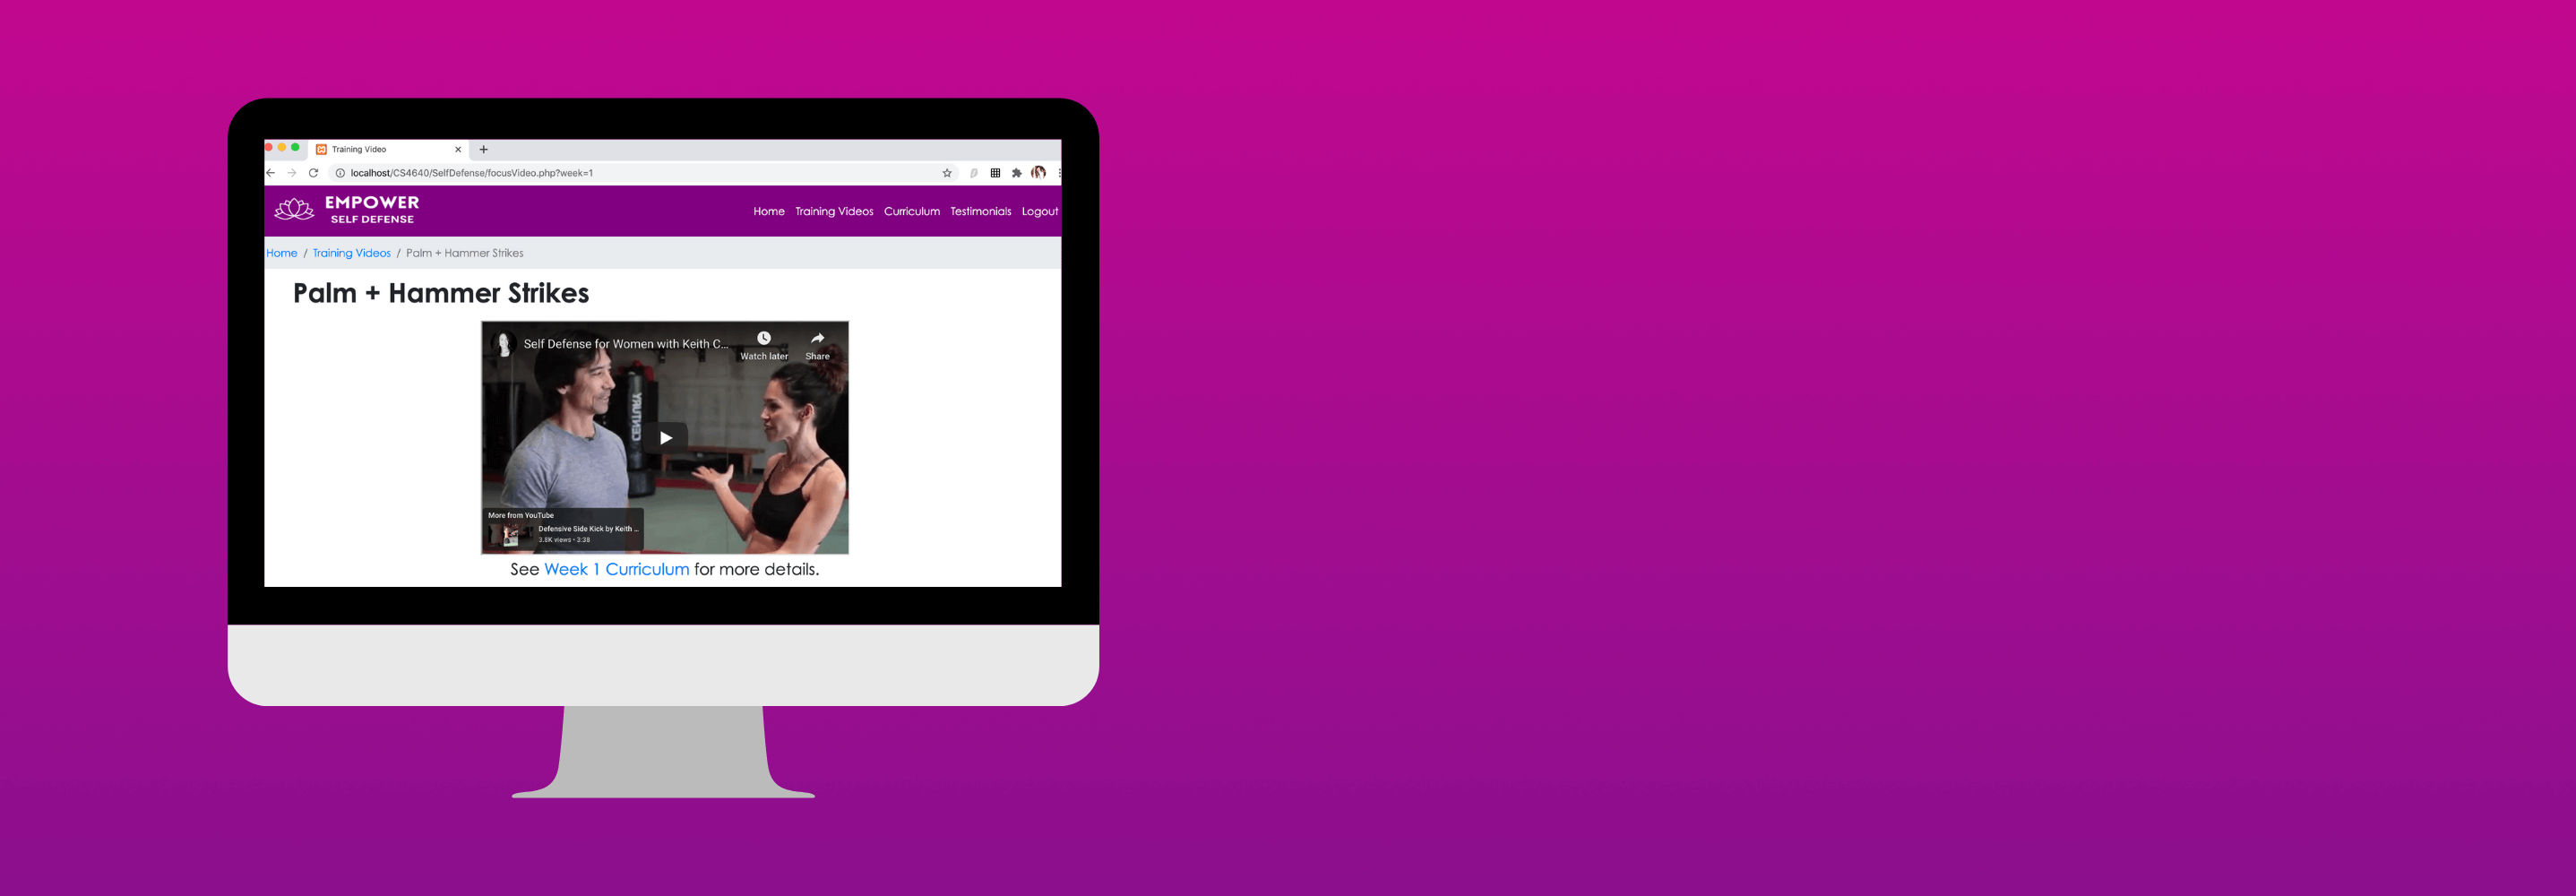 Training Video
localhost/CS4640/SelfDefense/focusVideo.php?week=1
EMPOWER
SELF DEFENSE
Home Training Videos Curriculum Testimonials Logout
Home / Training Videos / Palm + Hammer Strikes
Palm + Hammer Strikes
Self Defense for Women with Keith C...
Watch later
Share
CENTURY
More from YouTube
Defensive Side Kick by Keith ...
3.8K views • 3:38
See Week 1 Curriculum for more details.